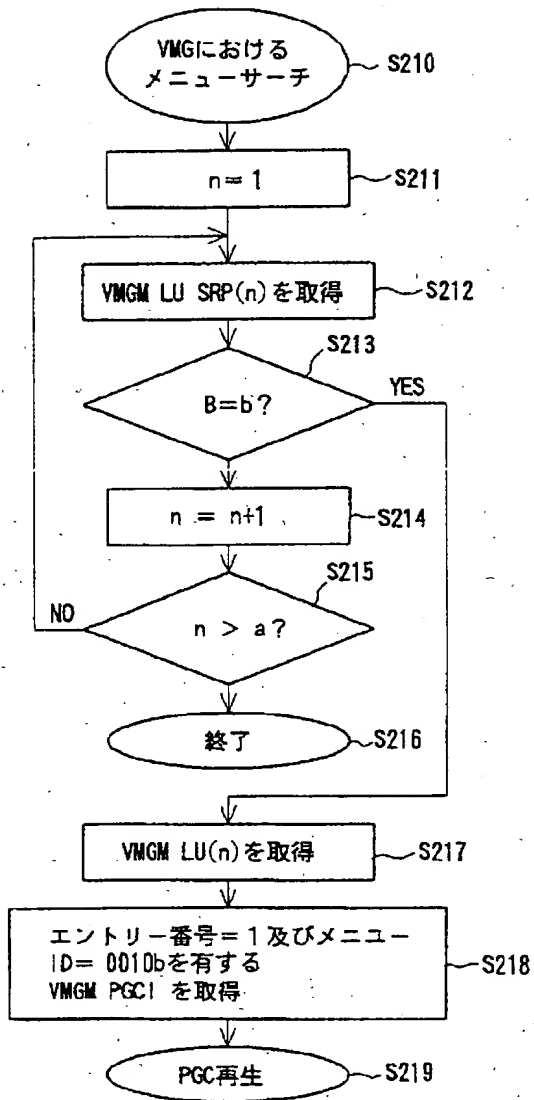 VMGにおける
メニューサーチ
S210
n= 1
S211
VMGM LU SRP(n)を取得
S212
S213
B=b?
YES
n = n+1
S214
S215
NO
n > a?
終了
S216
VMGM LU(n)を取得
S217
エントリー番号=1及びメニュー
ID= 0010bを有する
VMGM PGCI を取得
S218
PGC再生
S219